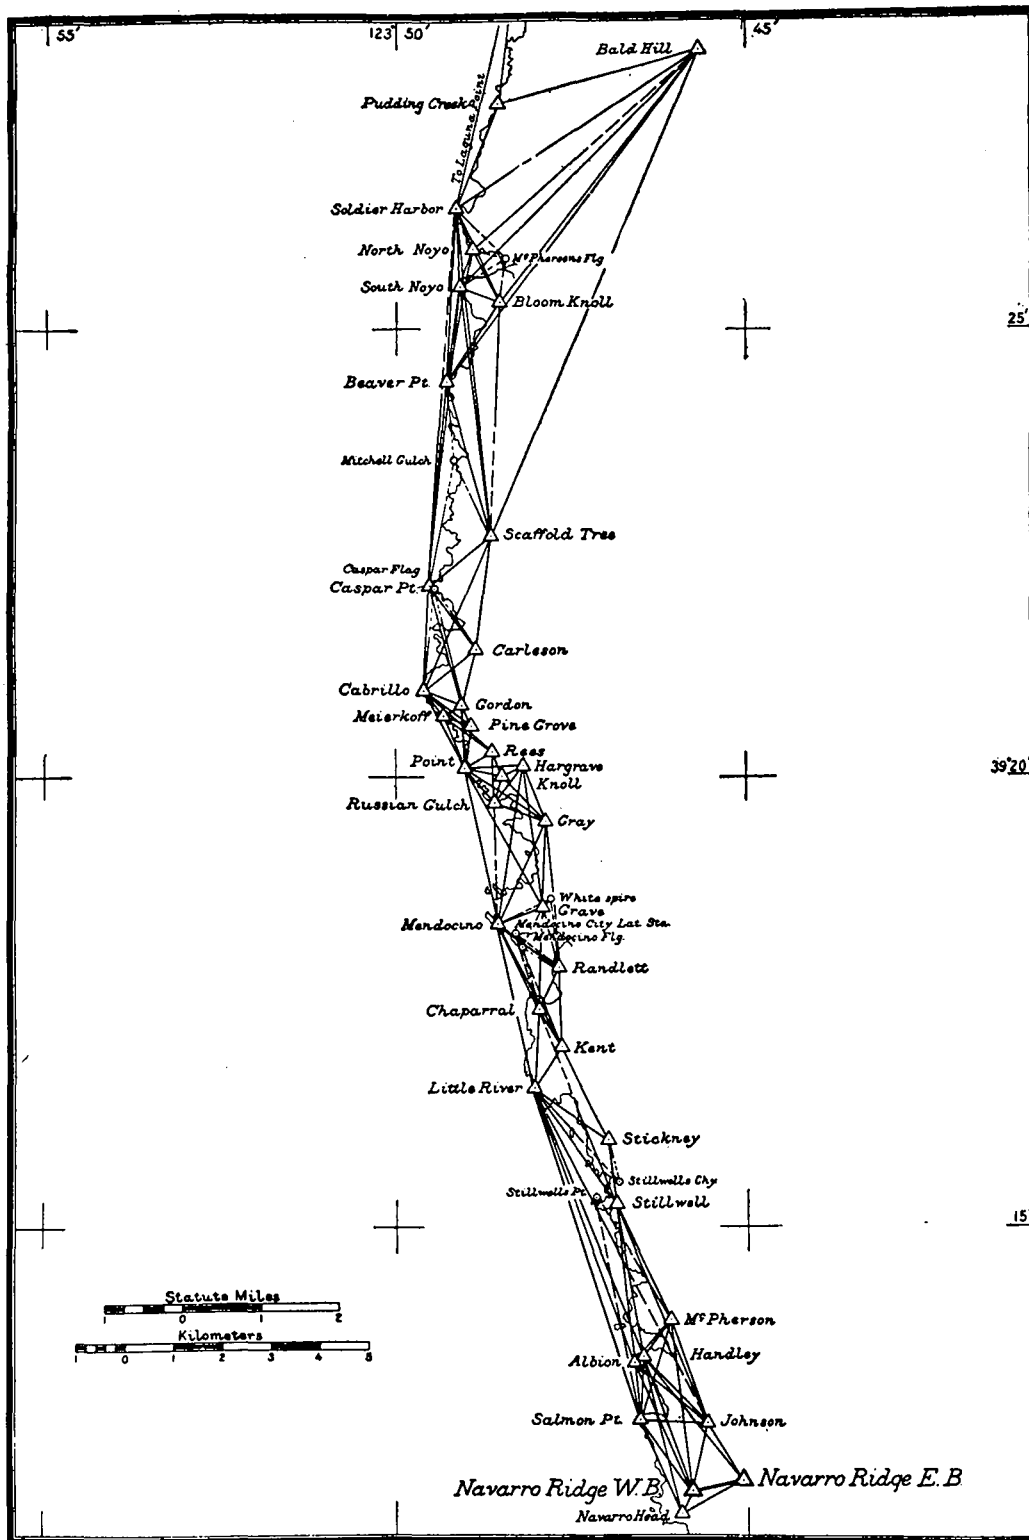 55'
123 50'
45'
Bald Hill
Pudding Creek
To Laguna Point
Soldier Harbor
North Noyo
McPhersons Flg
South Noyo
Bloom Knoll
25'
Beaver Pt.
Mitchell Gulch
Scaffold Tree
Caspar Flag
Caspar Pt.
Carleson
Cabrillo
Gordon
Meierkoff
Pine Grove
Rees
Point
Hargrave
Knoll
39°20'
Russian Gulch
Gray
White spire
Grave
Mendocino
Mendocino City Lat. Sta.
Mendocino Flg.
Randlett
Chaparral
Kent
Little River
Stickney
Stillwells Chy
Stillwells Pt.
Stillwell
15'
Statute Miles
1 0 1 2
Kilometers
1 0 1 2 3 4 5
McPherson
Handley
Albion
Salmon Pt.
Johnson
Navarro Ridge W.B.
Navarro Ridge E.B.
Navarro Head